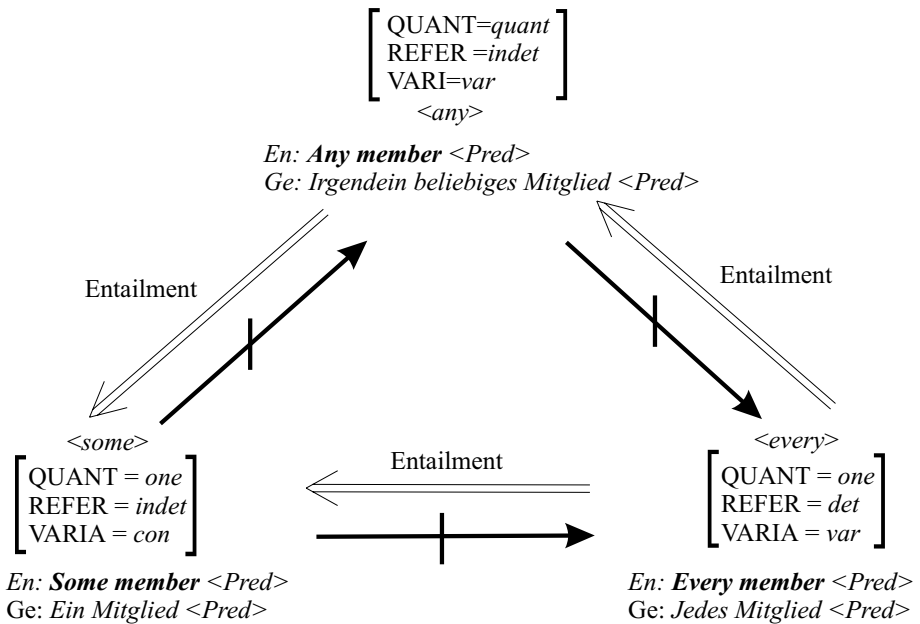 QUANT=quant
REFER =indet
VARI=var
<any>
En: Any member <Pred>
Ge: Irgendein beliebiges Mitglied <Pred>
Entailment
Entailment
<some>
QUANT = one
REFER = indet
VARIA = con
En: Some member <Pred>
Ge: Ein Mitglied <Pred>
Entailment
<every>
QUANT = one
REFER = det
VARIA = var
En: Every member <Pred>
Ge: Jedes Mitglied <Pred>